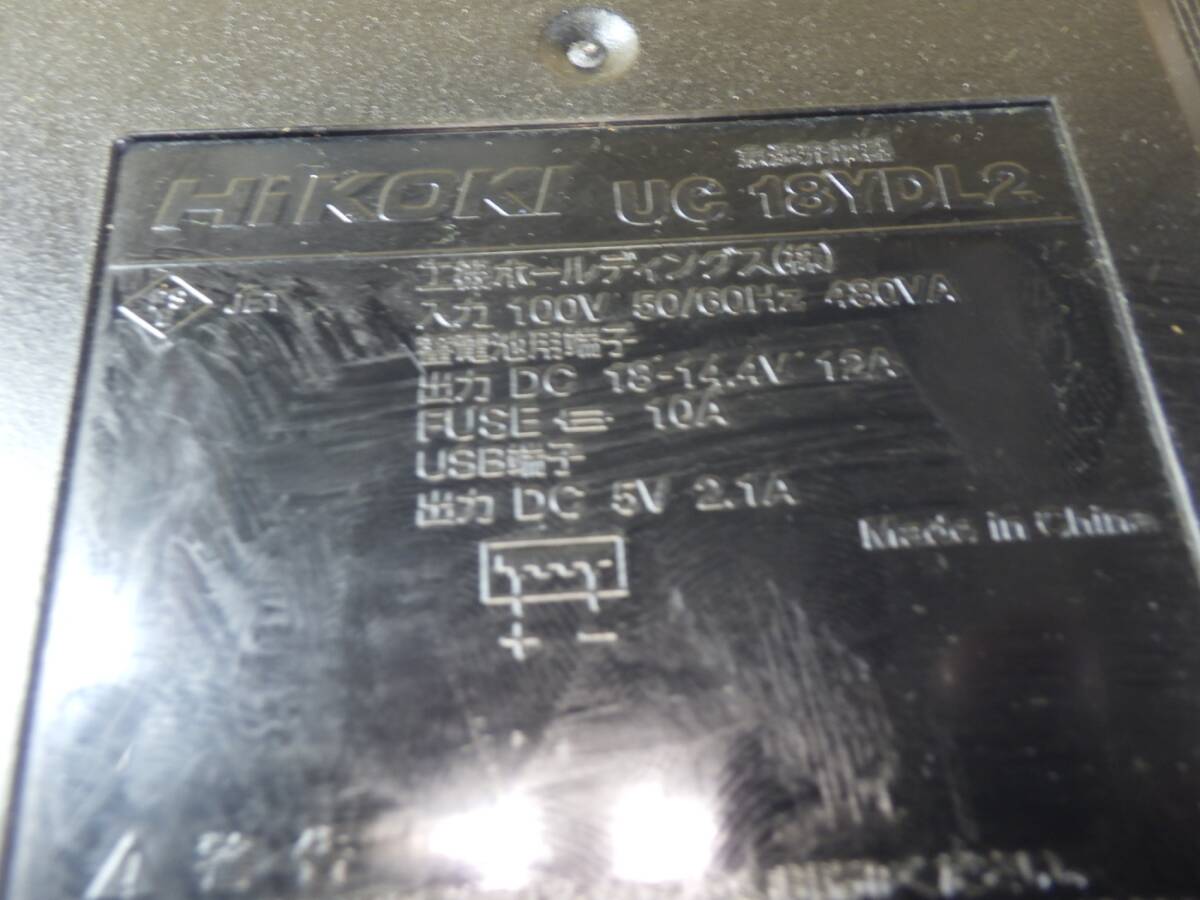 HiKOKI UC 18YDL2
工機ホールディングス(株)
JET
入力 100V 50/60Hz 480VA
蓄電池用端子
出力 DC 18-14.4V 12A
FUSE 10A
USB端子
出力 DC 5V 2.1A
Made in China
+ −